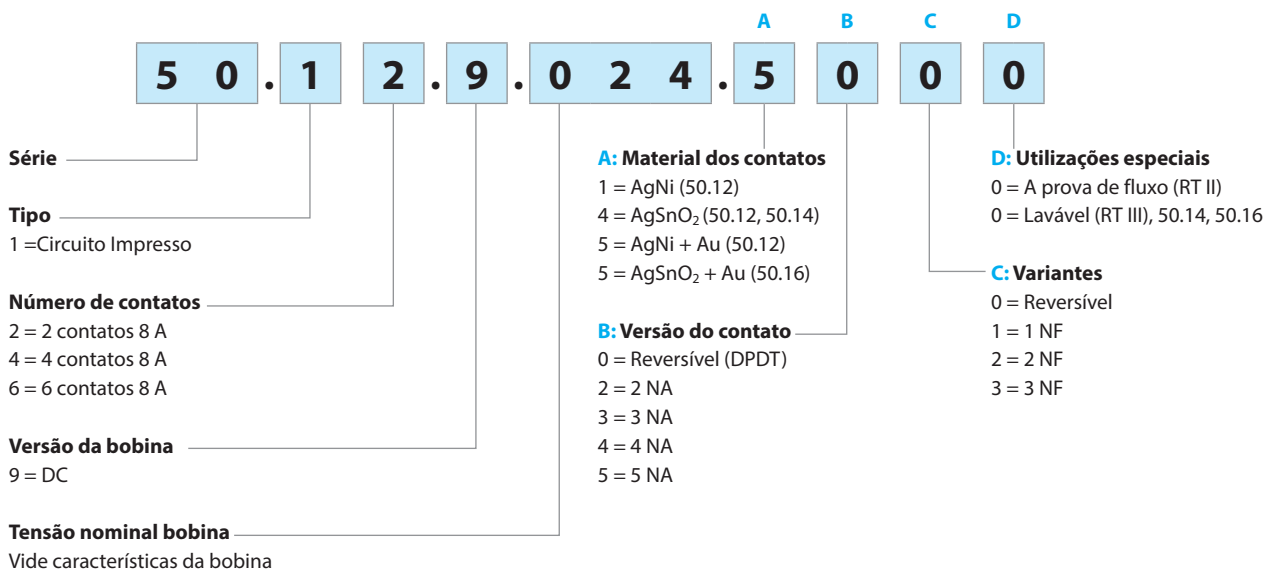 A B C D
5 0 . 1 2 . 9 . 0 2 4 . 5 0 0 0
Série
Tipo
1 =Circuito Impresso
Número de contatos
2 = 2 contatos 8 A
4 = 4 contatos 8 A
6 = 6 contatos 8 A
Versão da bobina
9 = DC
Tensão nominal bobina
Vide características da bobina
A: Material dos contatos
1 = AgNi (50.12)
4 = AgSnO₂ (50.12, 50.14)
5 = AgNi + Au (50.12)
5 = AgSnO₂ + Au (50.16)
B: Versão do contato
0 = Reversível (DPDT)
2 = 2 NA
3 = 3 NA
4 = 4 NA
5 = 5 NA
D: Utilizações especiais
0 = A prova de fluxo (RT II)
0 = Lavável (RT III), 50.14, 50.16
C: Variantes
0 = Reversível
1 = 1 NF
2 = 2 NF
3 = 3 NF